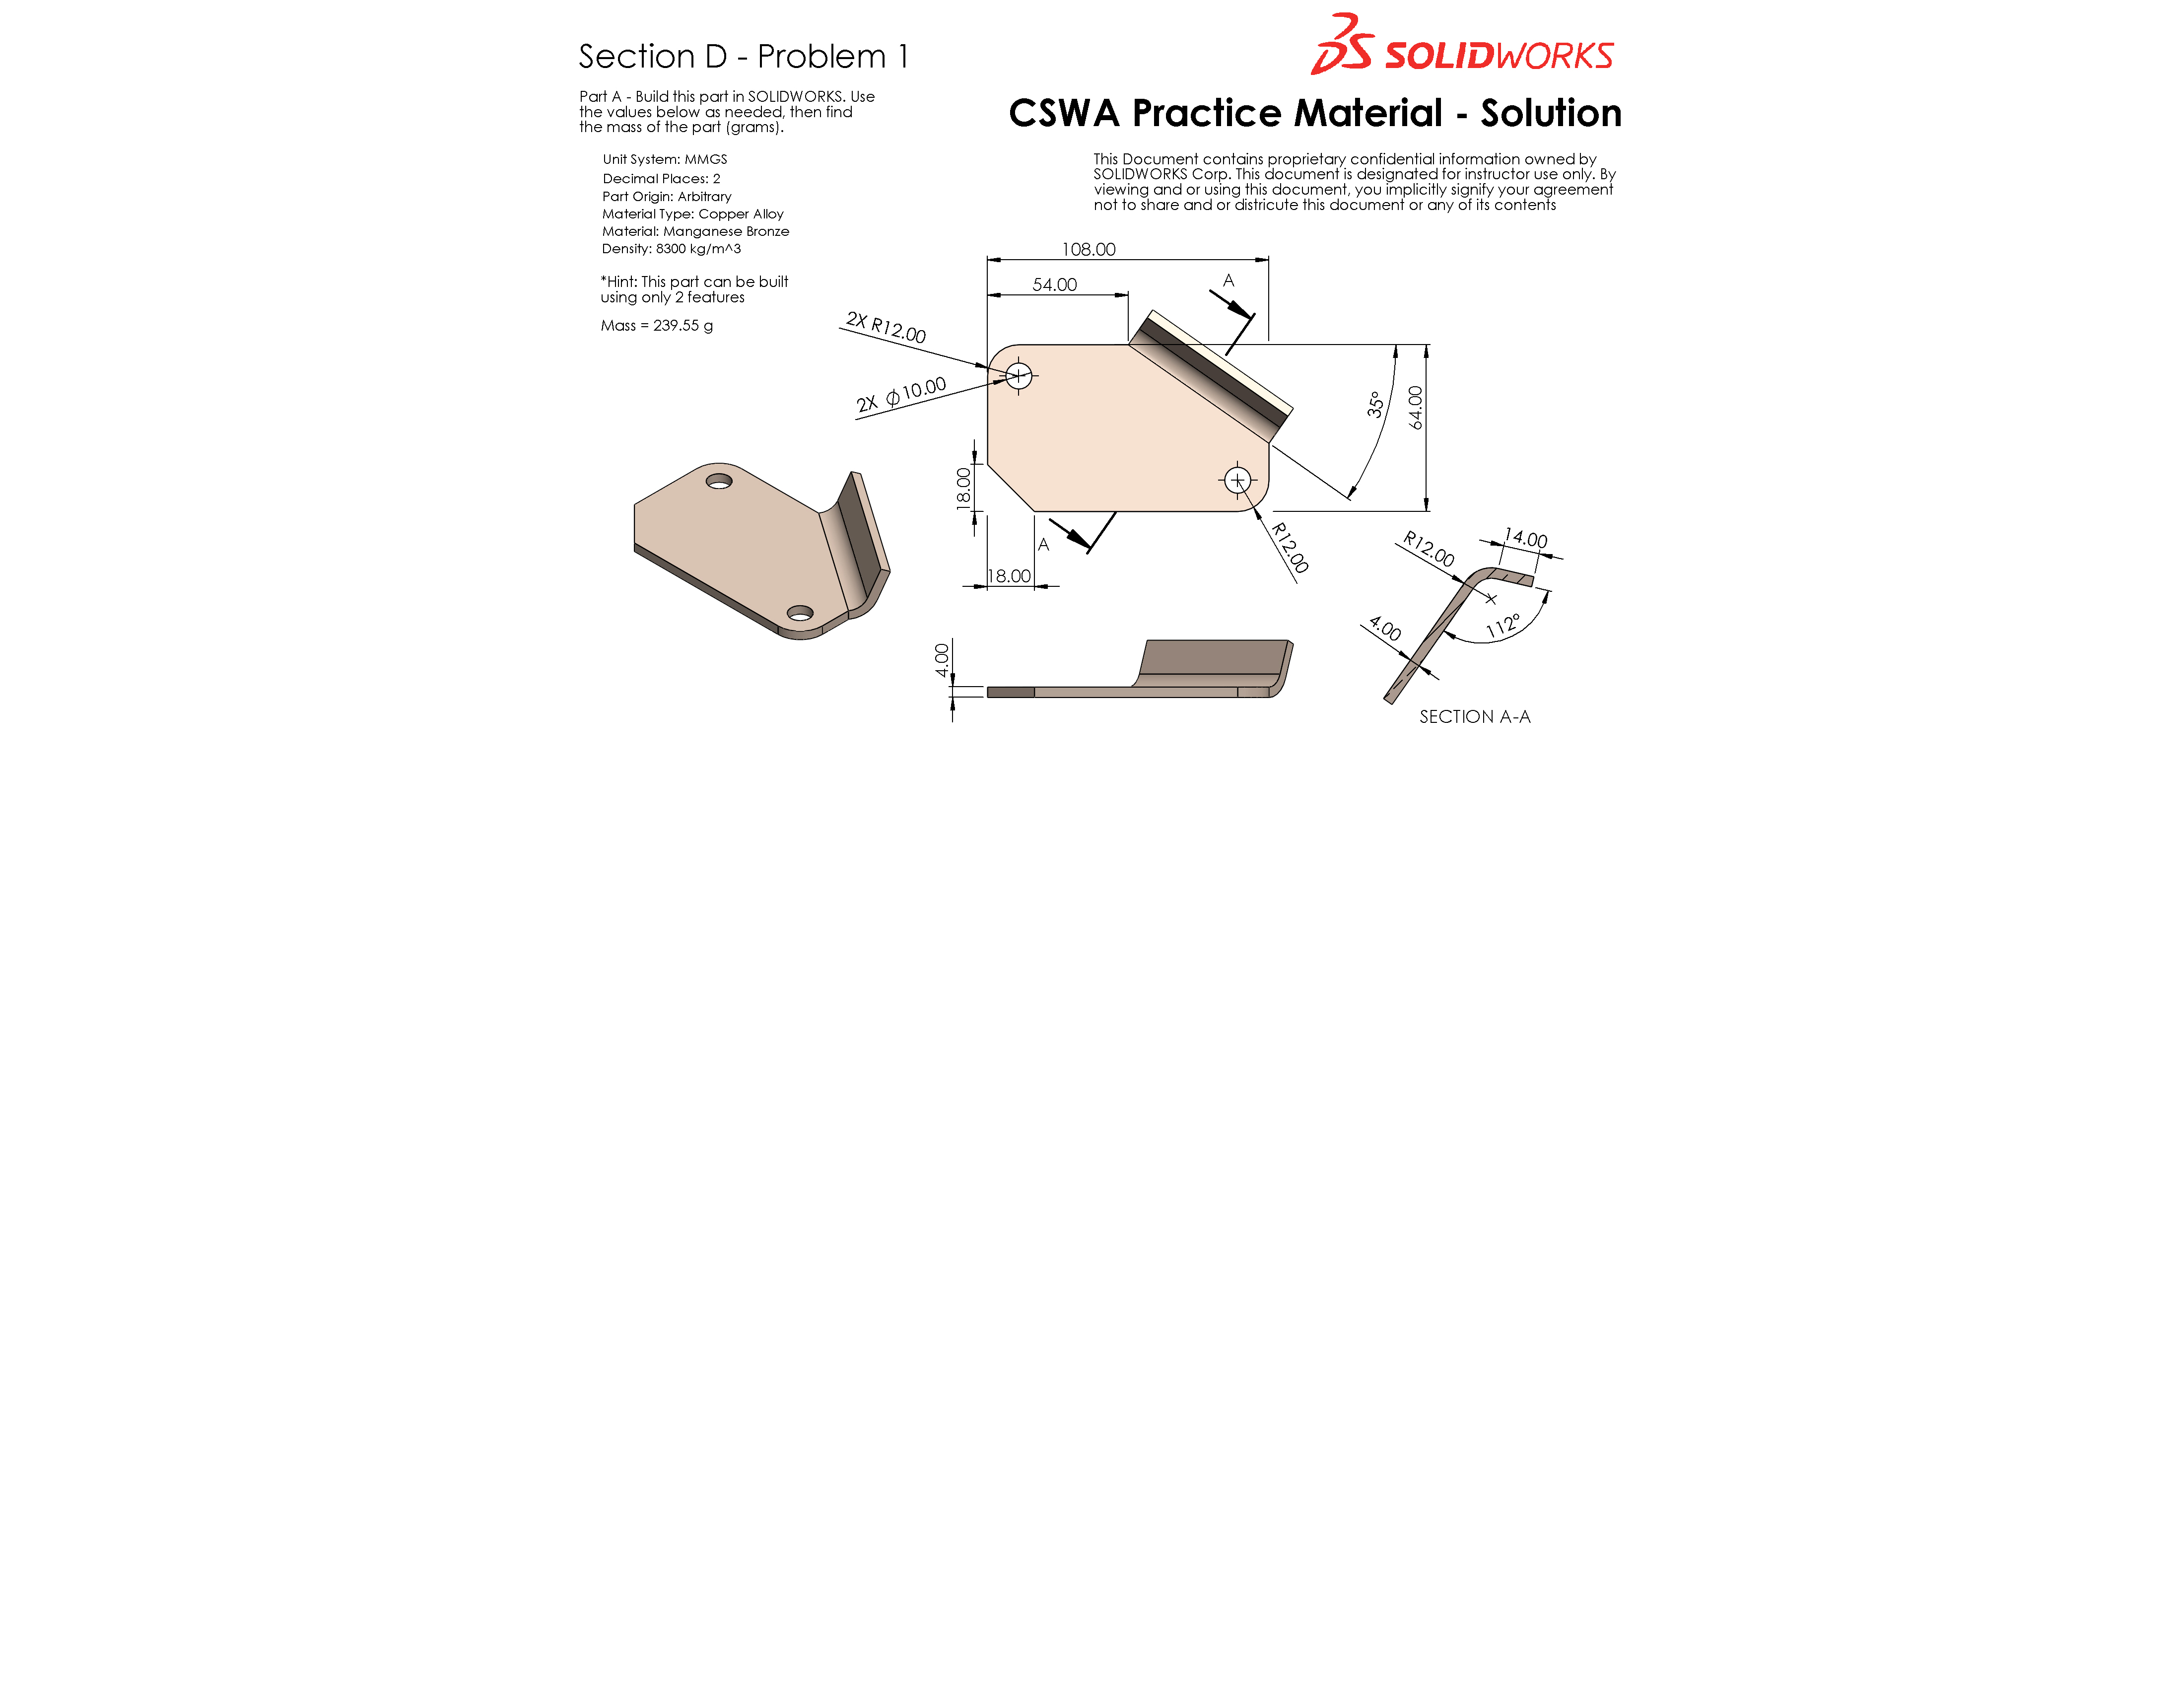 Section D - Problem 1
Part A - Build this part in SOLIDWORKS. Use
the values below as needed, then find
the mass of the part (grams).
Unit System: MMGS
Decimal Places: 2
Part Origin: Arbitrary
Material Type: Copper Alloy
Material: Manganese Bronze
Density: 8300 kg/m^3
*Hint: This part can be built
using only 2 features
Mass = 239.55 g
SOLIDWORKS
CSWA Practice Material - Solution
This Document contains proprietary confidential information owned by
SOLIDWORKS Corp. This document is designated for instructor use only. By
viewing and or using this document, you implicitly signify your agreement
not to share and or districute this document or any of its contents
108.00
54.00
A
2X R12.00
2X ⌀10.00
35°
64.00
18.00
18.00
A
R12.00
R12.00
14.00
4.00
112°
4.00
SECTION A-A